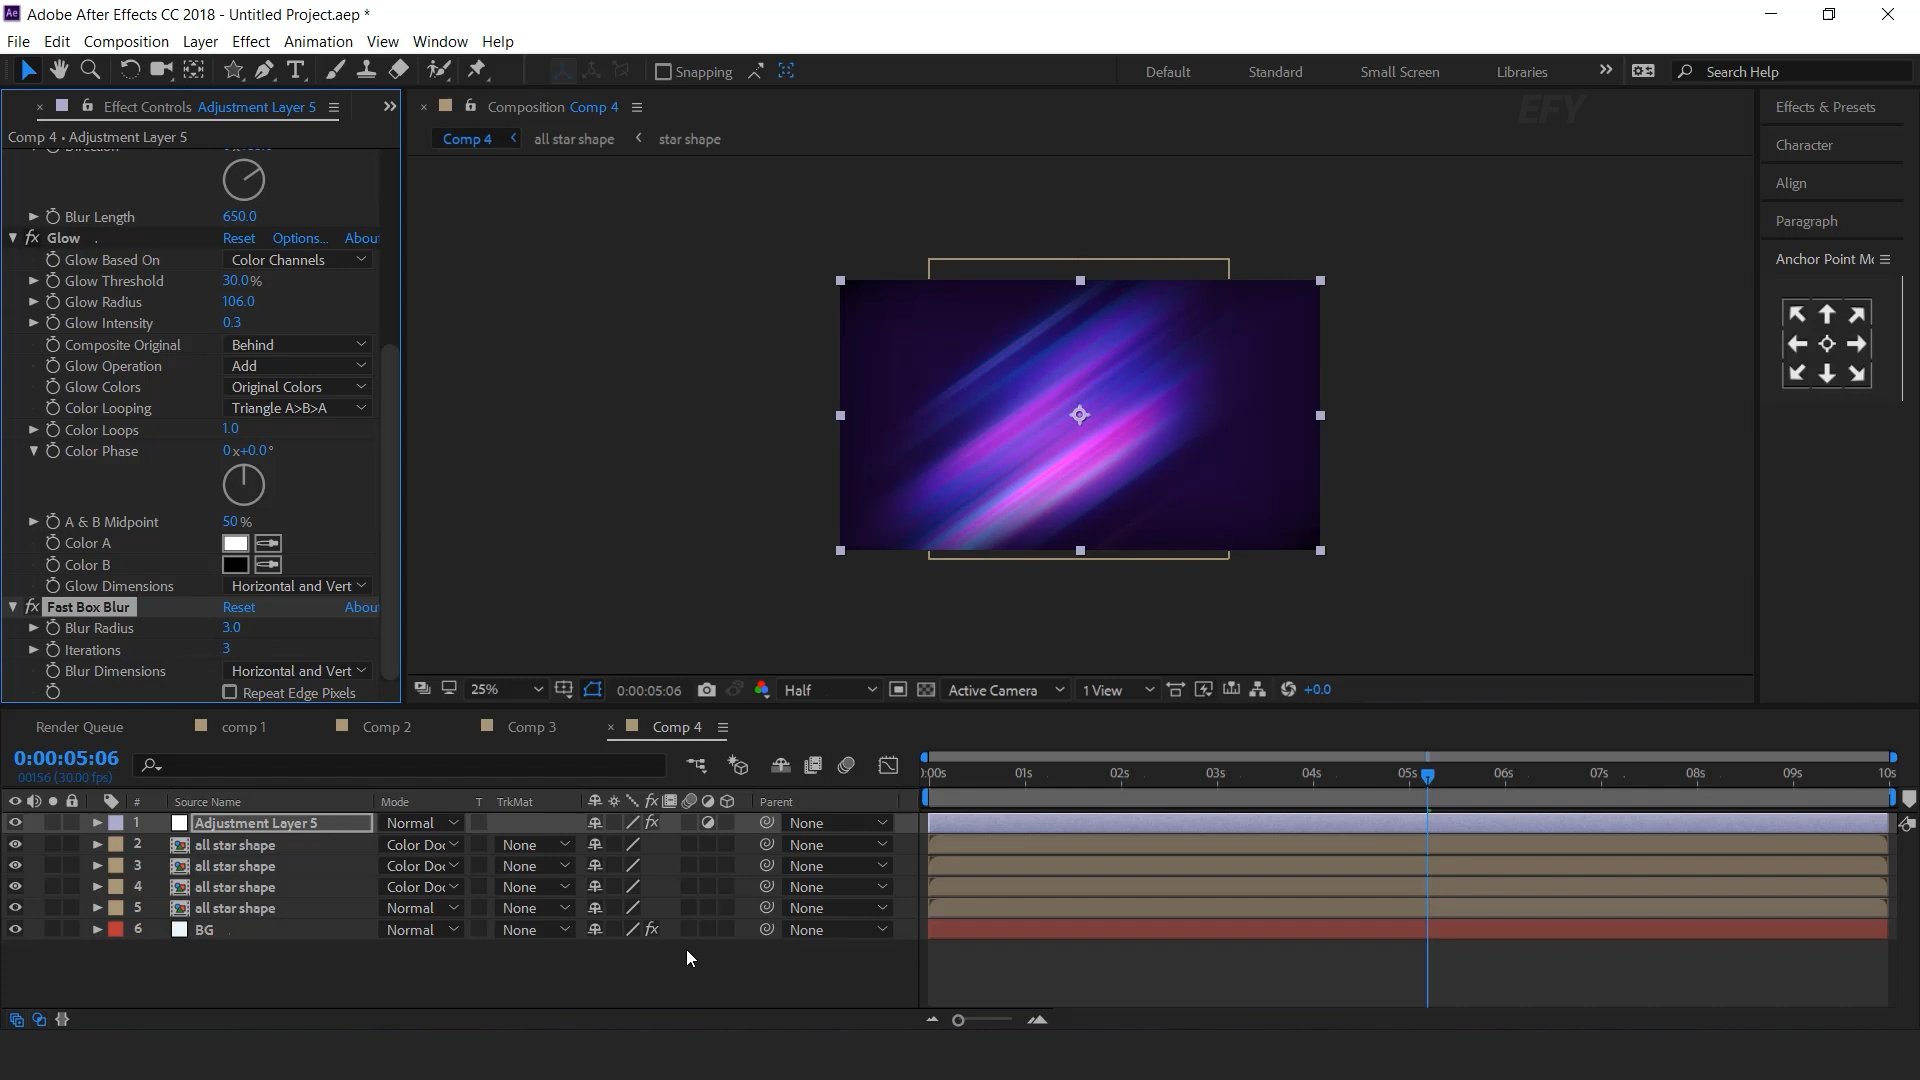 Adobe After Effects CC 2018 - Untitled Project.aep *
File Edit Composition Layer Effect Animation View Window Help
Snapping
Default Standard Small Screen Libraries
Search Help
Effect Controls Adjustment Layer 5
Comp 4 • Adjustment Layer 5
Blur Length 650.0
fx Glow Reset Options... Abou
Glow Based On Color Channels
Glow Threshold 30.0%
Glow Radius 106.0
Glow Intensity 0.3
Composite Original Behind
Glow Operation Add
Glow Colors Original Colors
Color Looping Triangle A>B>A
Color Loops 1.0
Color Phase 0x+0.0°
A & B Midpoint 50%
Color A
Color B
Glow Dimensions Horizontal and Vert
fx Fast Box Blur Reset Abou
Blur Radius 3.0
Iterations 3
Blur Dimensions Horizontal and Vert
Repeat Edge Pixels
Composition Comp 4
EFY
Comp 4 all star shape star shape
25% 0:00:05:06 Half Active Camera 1 View +0.0
Effects & Presets
Character
Align
Paragraph
Anchor Point Mo
Render Queue comp 1 Comp 2 Comp 3 Comp 4
0:00:05:06
00156 (30.00 fps)
):00s 01s 02s 03s 04s 05s 06s 07s 08s 09s 10s
# Source Name Mode T TrkMat fx Parent
1 Adjustment Layer 5 Normal fx None
2 all star shape Color Doc None None
3 all star shape Color Doc None None
4 all star shape Color Doc None None
5 all star shape Normal None None
6 BG Normal None fx None